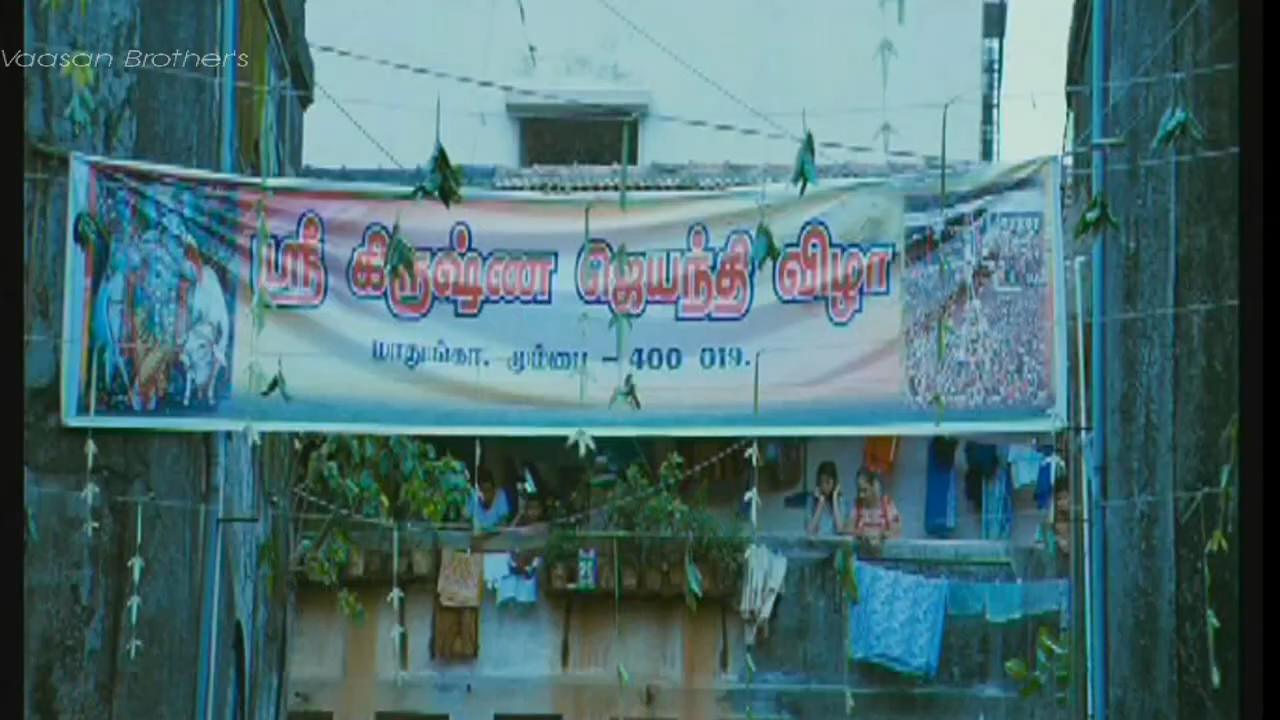 Vaasan Brother's
ஸ்ரீ கிருஷ்ண ஜெயந்தி விழா
மாதுங்கா. மும்பை – 400 019.